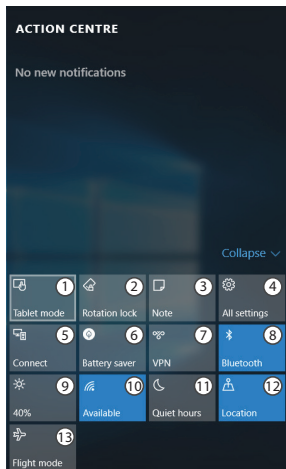 ACTION CENTRE
No new notifications
Collapse
1 2 3 4
Tablet mode Rotation lock Note All settings
5 6 7 8
Connect Battery saver VPN Bluetooth
9 10 11 12
40% Available Quiet hours Location
13
Flight mode